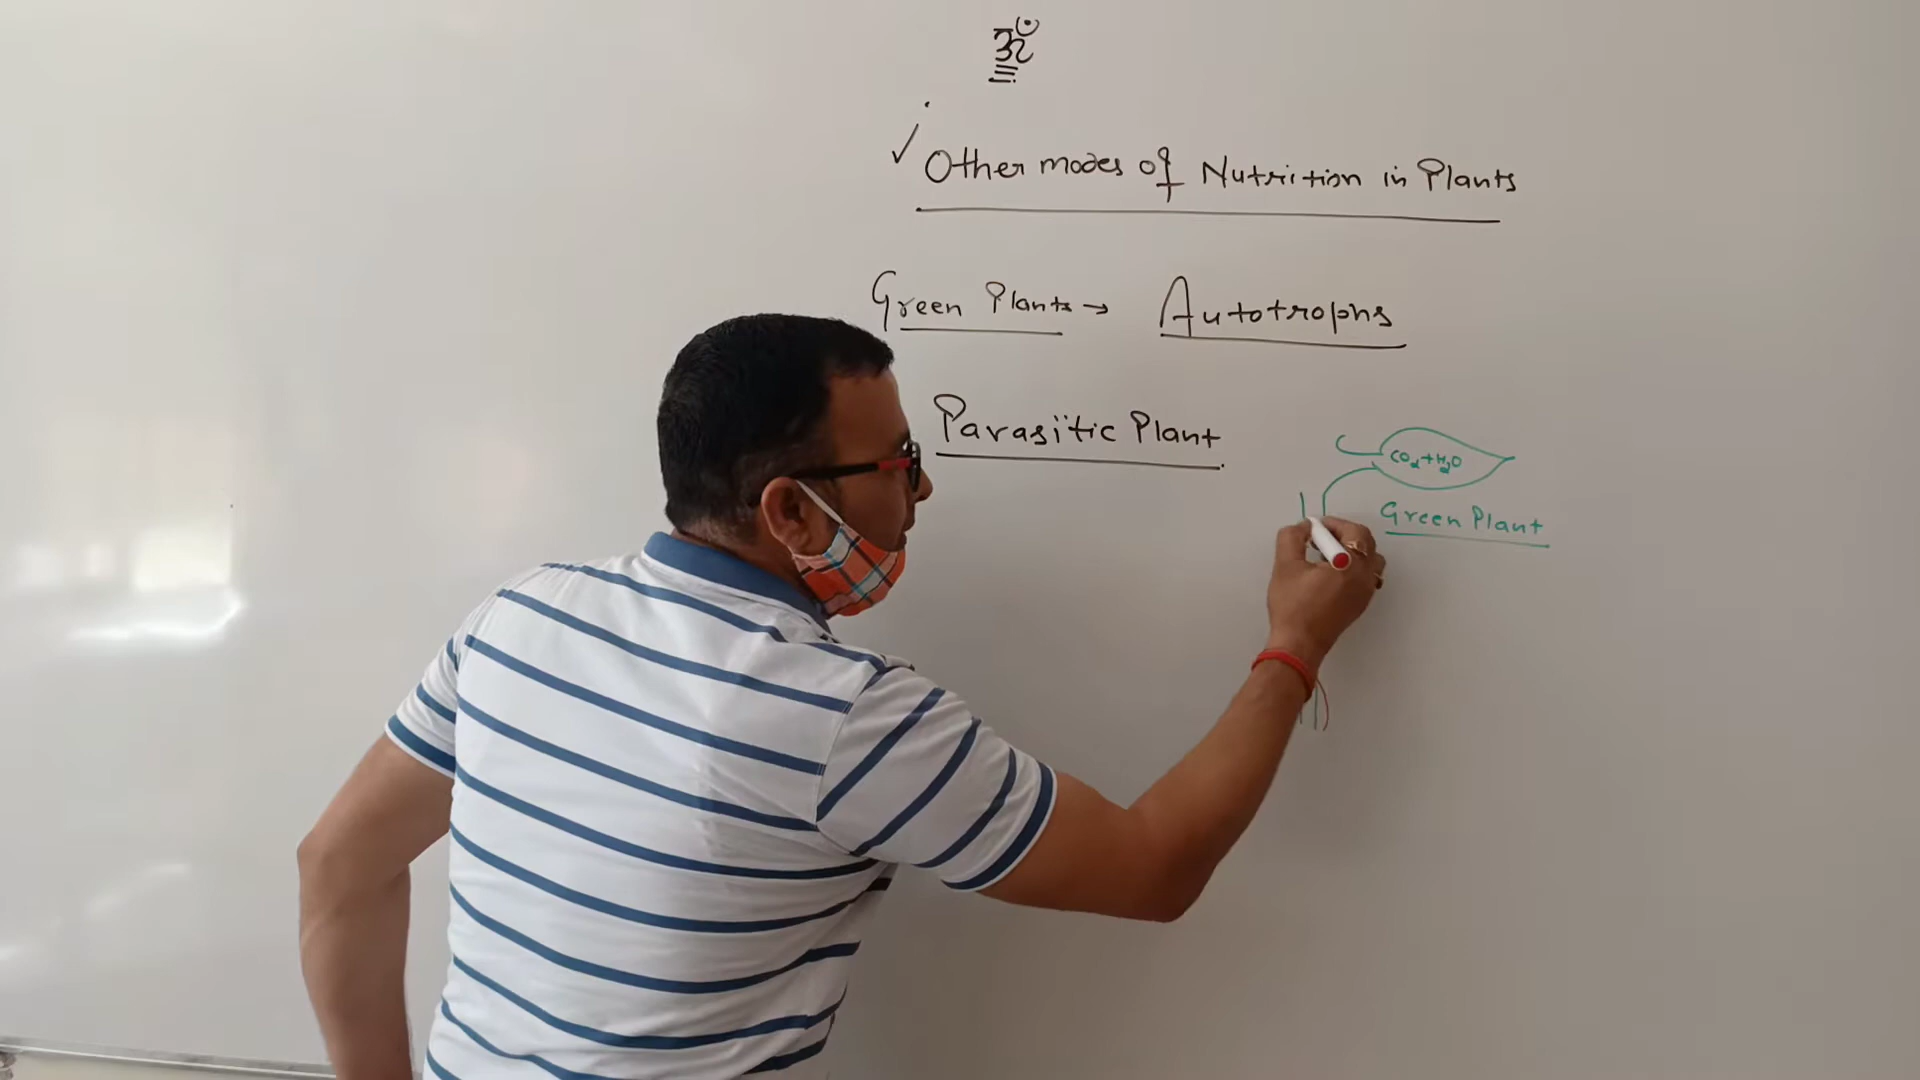 ॐ
Other modes of Nutrition in Plants
Green Plants → Autotrophs
Parasitic Plant
CO₂+H₂O
Green Plant